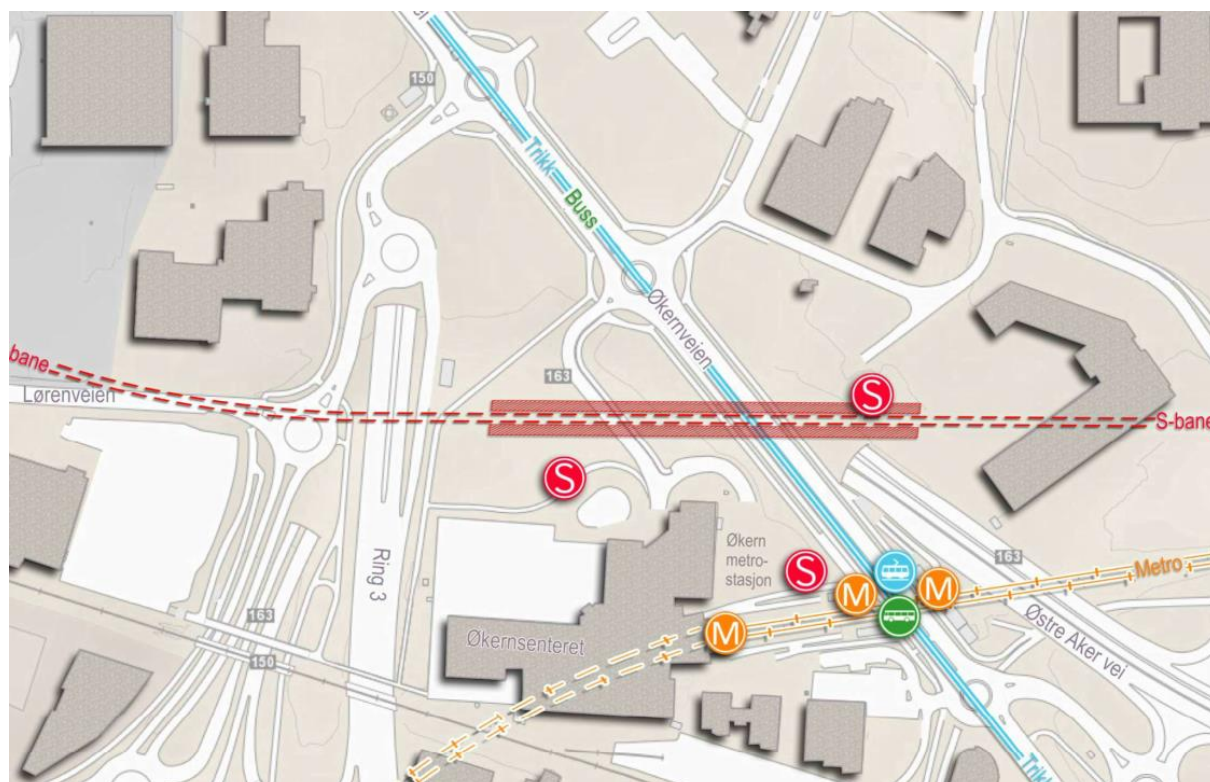 150
Trikk
Buss
Økernveien
bane
Lørenveien
163
S
S-bane
S
Ring 3
Økern
metro-
stasjon
S
163
Metro
M
M
M
Østre Aker vei
163
150
Økernsenteret
Trikk